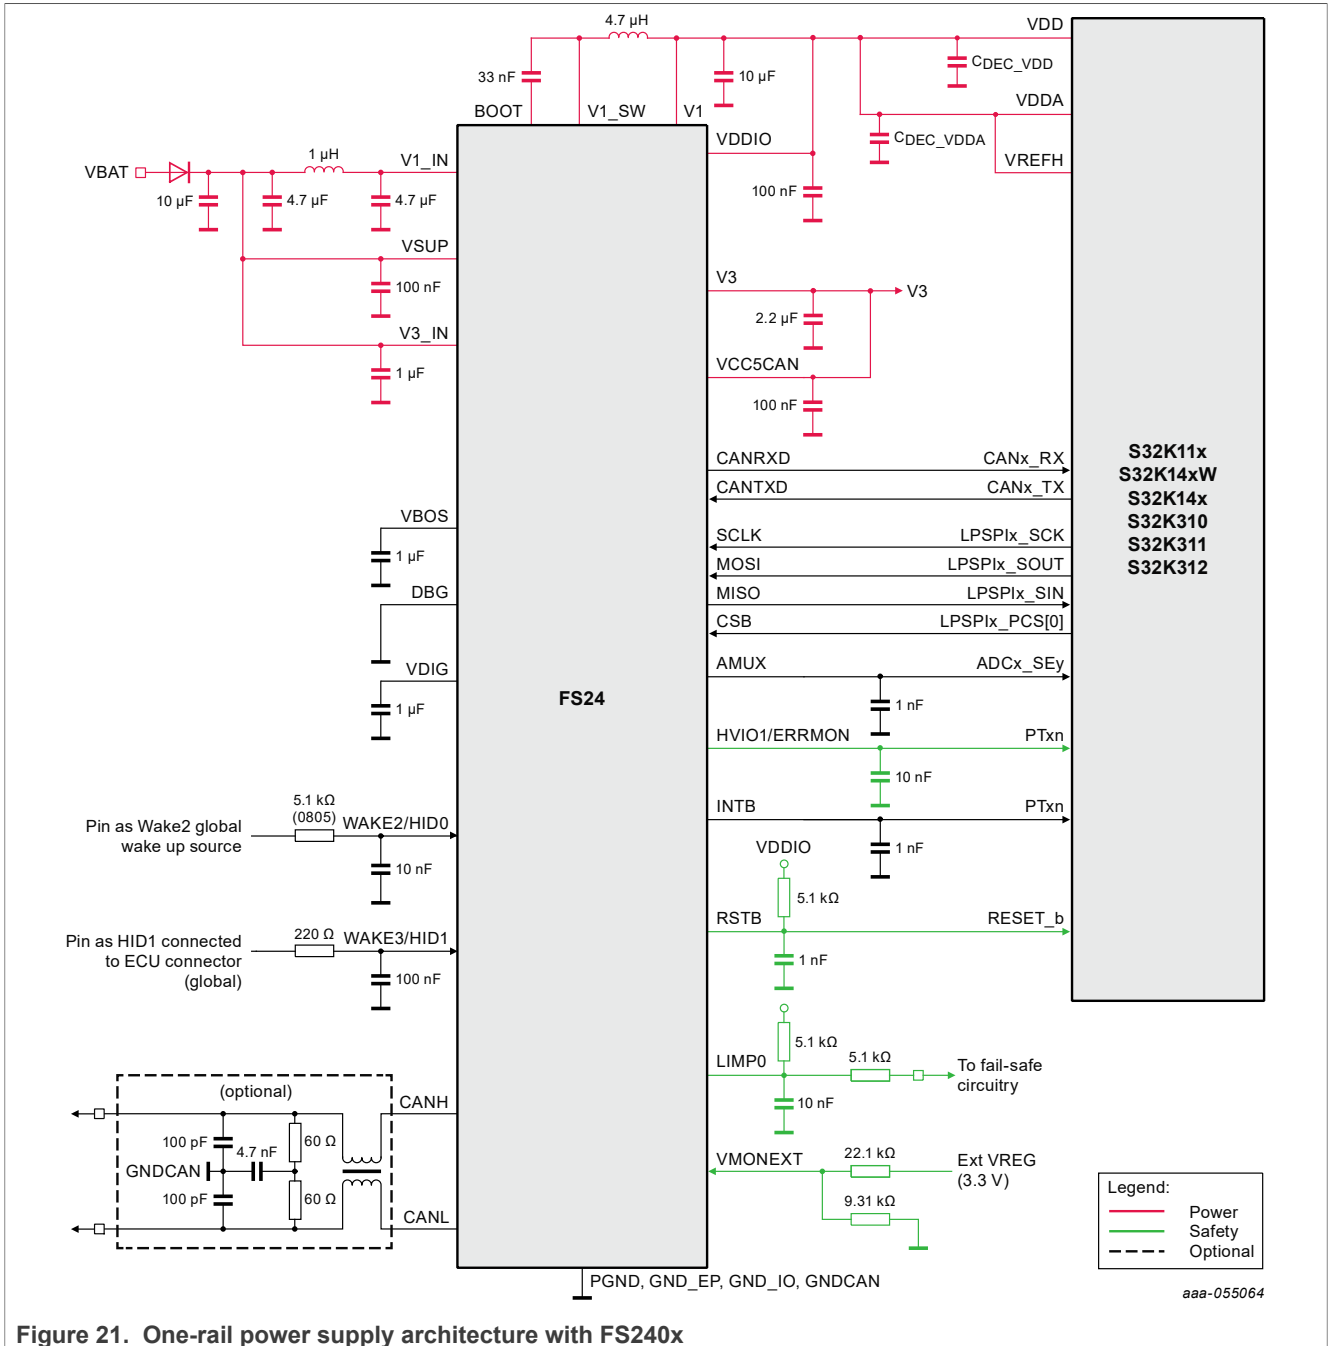 4.7 µH
VDD
33 nF
10 µF
CDEC_VDD
BOOT
V1_SW
V1
VDDA
VDDIO
CDEC_VDDA
VREFH
VBAT
1 µH
V1_IN
10 µF
4.7 µF
4.7 µF
100 nF
VSUP
100 nF
V3
V3
2.2 µF
V3_IN
1 µF
VCC5CAN
100 nF
CANRXD
CANx_RX
CANTXD
CANx_TX
S32K11x
S32K14xW
S32K14x
S32K310
S32K311
S32K312
VBOS
1 µF
SCLK
LPSPIx_SCK
MOSI
LPSPIx_SOUT
DBG
MISO
LPSPIx_SIN
CSB
LPSPIx_PCS[0]
VDIG
1 µF
FS24
AMUX
ADCx_SEy
1 nF
HVIO1/ERRMON
PTxn
10 nF
INTB
PTxn
1 nF
Pin as Wake2 global
wake up source
5.1 kΩ
(0805)
WAKE2/HID0
10 nF
VDDIO
5.1 kΩ
RSTB
RESET_b
1 nF
Pin as HID1 connected
to ECU connector
(global)
220 Ω
WAKE3/HID1
100 nF
5.1 kΩ
LIMP0
5.1 kΩ
To fail-safe
circuitry
10 nF
(optional)
CANH
100 pF
4.7 nF
60 Ω
GNDCAN
100 pF
60 Ω
CANL
VMONEXT
22.1 kΩ
Ext VREG
(3.3 V)
9.31 kΩ
Legend:
Power
Safety
Optional
PGND, GND_EP, GND_IO, GNDCAN
aaa-055064
Figure 21. One-rail power supply architecture with FS240x